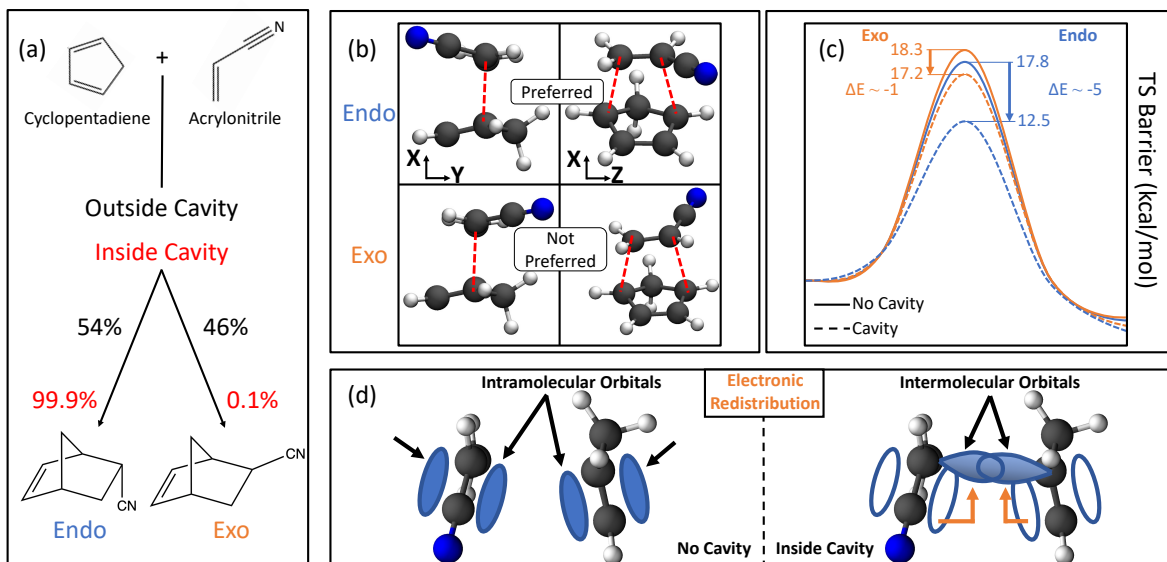 (a)
N
+
Cyclopentadiene
Acrylonitrile
Outside Cavity
Inside Cavity
54%
46%
99.9%
0.1%
CN
CN
Endo
Exo
(b)
Endo
Preferred
X
Y
X
Z
Exo
Not
Preferred
(c)
Exo
Endo
18.3
17.8
17.2
ΔE ~ -1
ΔE ~ -5
12.5
No Cavity
Cavity
TS Barrier (kcal/mol)
(d)
Intramolecular Orbitals
Electronic
Redistribution
Intermolecular Orbitals
No Cavity
Inside Cavity